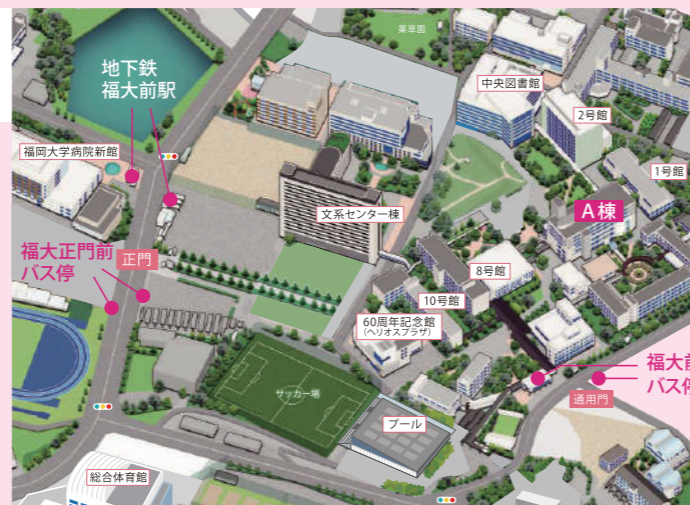 薬草園
地下鉄
福大前駅
中央図書館
2号館
福岡大学病院新館
1号館
文系センター棟
A棟
福大正門前
バス停
正門
8号館
10号館
60周年記念館
(ヘリオスプラザ)
福大前
バス停
サッカー場
通用門
プール
総合体育館